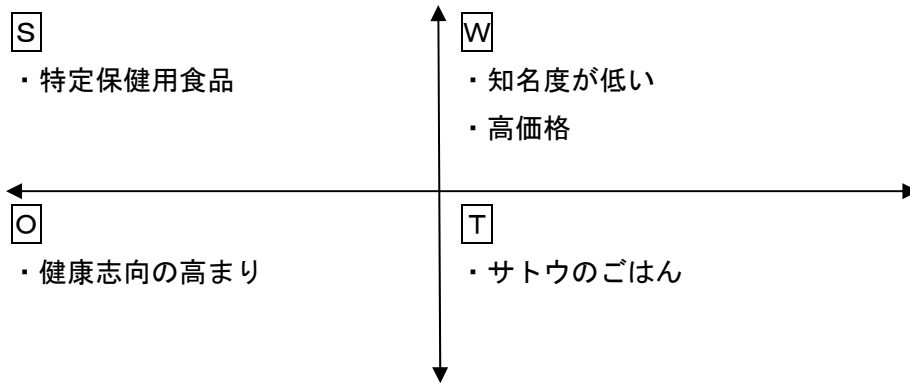 S
・特定保健用食品
W
・知名度が低い
・高価格
O
・健康志向の高まり
T
・サトウのごはん